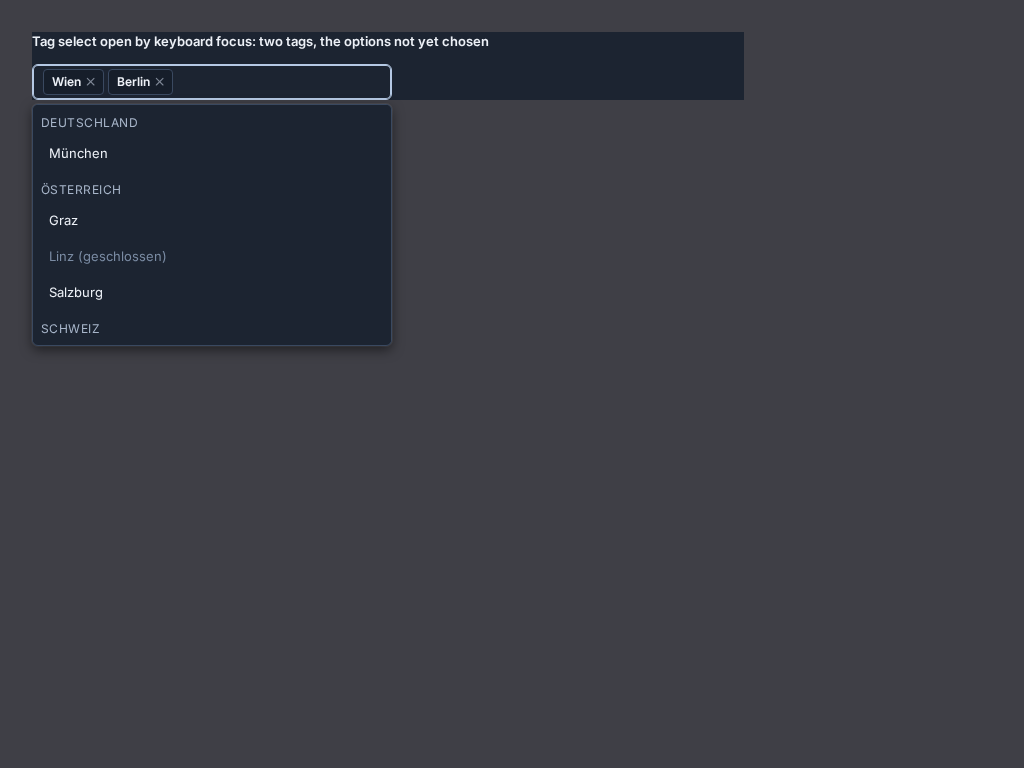 Tag select open by keyboard focus: two tags, the options not yet chosen
Wien × Berlin ×
DEUTSCHLAND
München
ÖSTERREICH
Graz
Linz (geschlossen)
Salzburg
SCHWEIZ